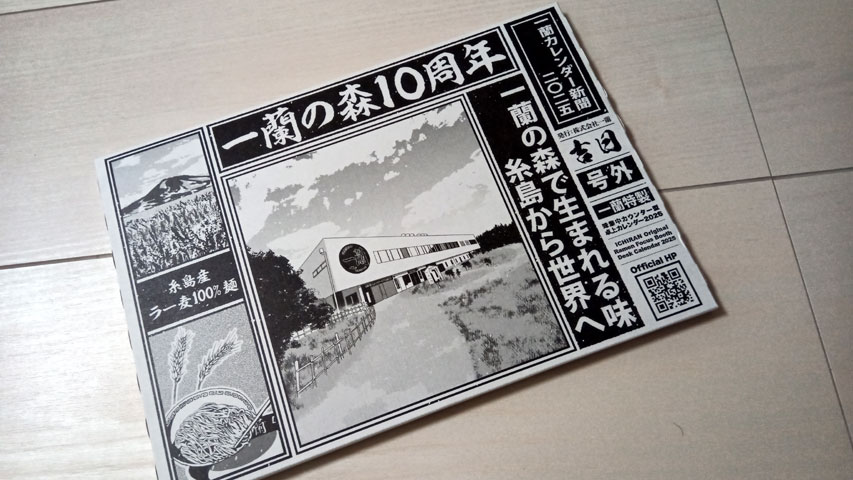 一蘭カレンダー新聞
二〇二五
発行:株式会社一蘭
吉日
号外
一蘭特製
味集中カウンター型
卓上カレンダー2025
ICHIRAN Original
Ramen Focus Booth
Desk Calendar 2025
Official HP
一蘭の森10周年
一蘭の森で生まれる味
糸島から世界へ
糸島産
ラー麦100%麺